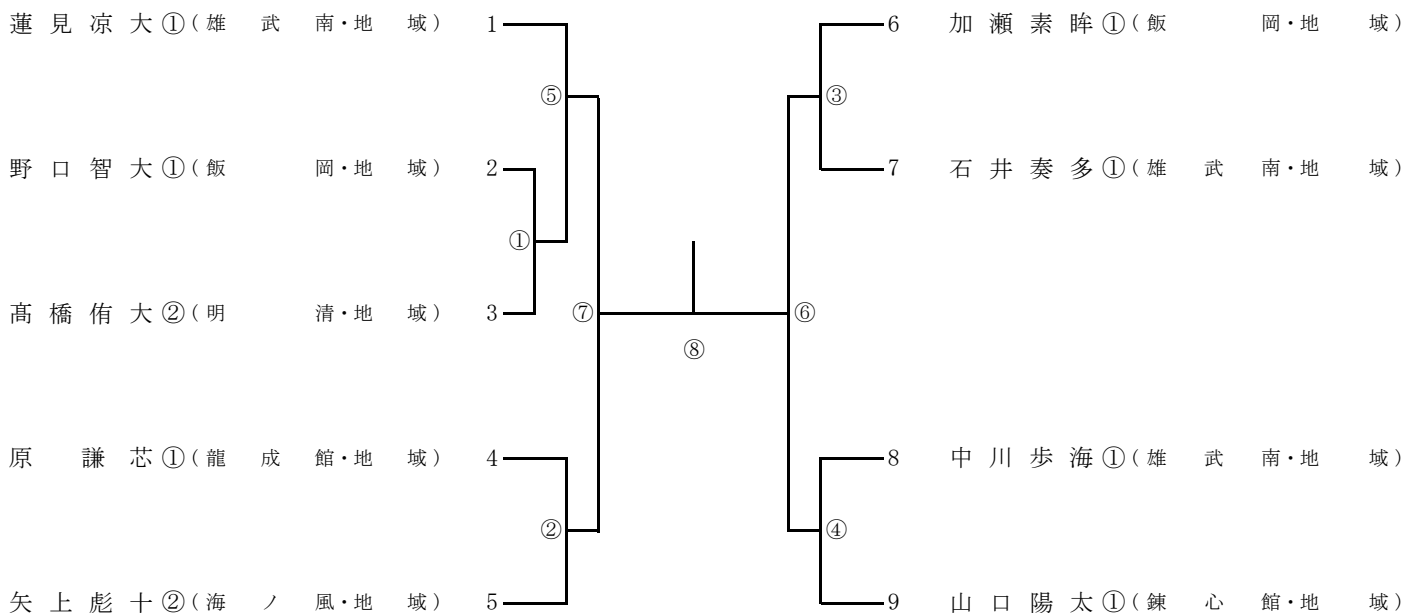 蓮見凉大①(雄武南・地域) 1
⑤
野口智大①(飯岡・地域) 2
①
髙橋侑大②(明清・地域) 3
⑦
原謙芯①(龍成館・地域) 4
②
矢上彪十②(海ノ風・地域) 5
⑧
6 加瀬素眸①(飯岡・地域)
③
7 石井奏多①(雄武南・地域)
⑥
8 中川歩海①(雄武南・地域)
④
9 山口陽太①(錬心館・地域)